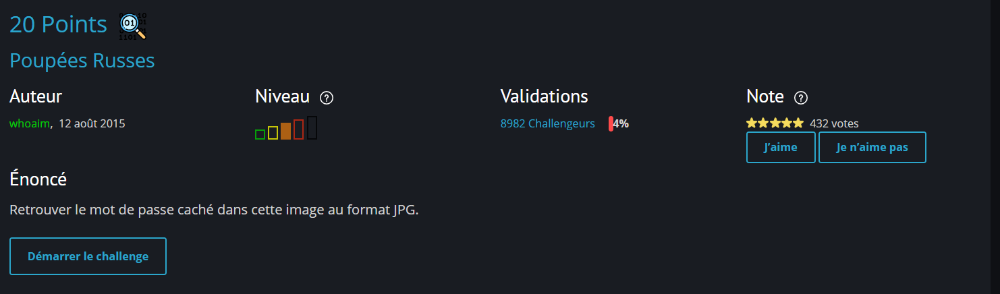 20 Points
Poupées Russes
Auteur
whoaim, 12 août 2015
Niveau ?
Validations
8982 Challengeurs 4%
Note ?
432 votes
J’aime
Je n’aime pas
Énoncé
Retrouver le mot de passe caché dans cette image au format JPG.
Démarrer le challenge